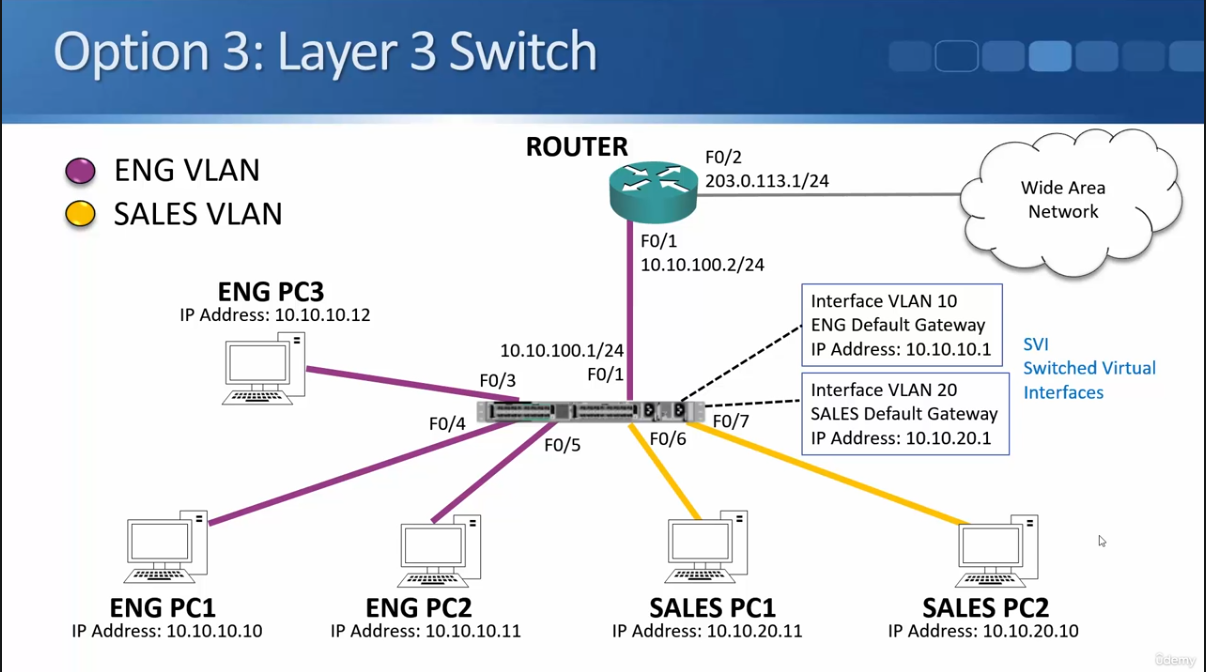 Option 3: Layer 3 Switch
ENG VLAN
SALES VLAN
ROUTER
F0/2
203.0.113.1/24
Wide Area
Network
F0/1
10.10.100.2/24
ENG PC3
IP Address: 10.10.10.12
Interface VLAN 10
ENG Default Gateway
IP Address: 10.10.10.1
SVI
Switched Virtual
Interfaces
10.10.100.1/24
F0/1
F0/3
Interface VLAN 20
SALES Default Gateway
IP Address: 10.10.20.1
F0/4
F0/5
F0/6
F0/7
ENG PC1
IP Address: 10.10.10.10
ENG PC2
IP Address: 10.10.10.11
SALES PC1
IP Address: 10.10.20.11
SALES PC2
IP Address: 10.10.20.10
ûdemy